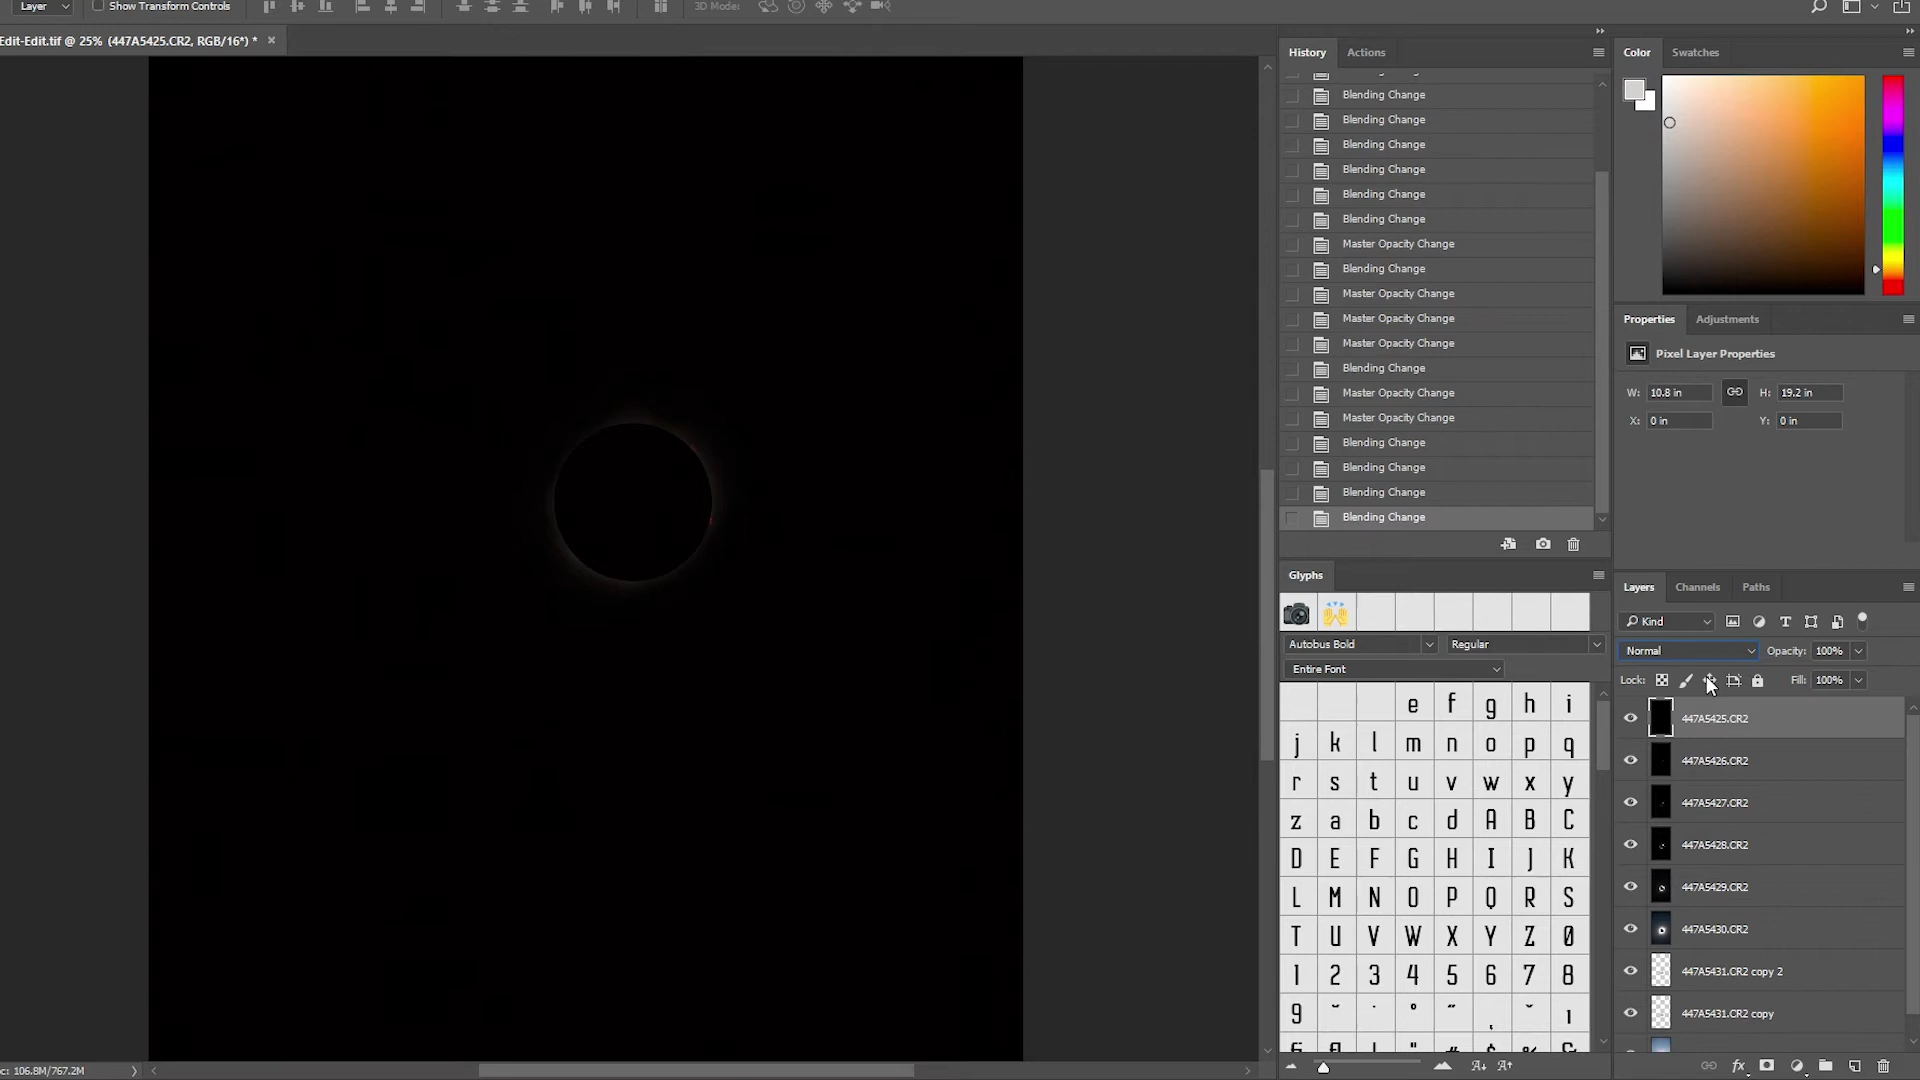 Layer
Show Transform Controls
3D Mode:
Edit-Edit.tif @ 25% (447A5425.CR2, RGB/16*) *
History
Actions
Blending Change
Blending Change
Blending Change
Blending Change
Blending Change
Blending Change
Master Opacity Change
Blending Change
Master Opacity Change
Master Opacity Change
Master Opacity Change
Blending Change
Master Opacity Change
Master Opacity Change
Blending Change
Blending Change
Blending Change
Blending Change
Glyphs
Autobus Bold
Regular
Entire Font
e f g h i
j k l m n o p q
r s t u v w x y
z a b c d A B C
D E F G H I J K
L M N O P Q R S
T U V W X Y Z 0
1 2 3 4 5 6 7 8
9
Color
Swatches
Properties
Adjustments
Pixel Layer Properties
W: 10.8 in
H: 19.2 in
X: 0 in
Y: 0 in
Layers
Channels
Paths
Kind
Normal
Opacity: 100%
Lock:
Fill: 100%
447A5425.CR2
447A5426.CR2
447A5427.CR2
447A5428.CR2
447A5429.CR2
447A5430.CR2
447A5431.CR2 copy 2
447A5431.CR2 copy
c: 106.8M/767.2M